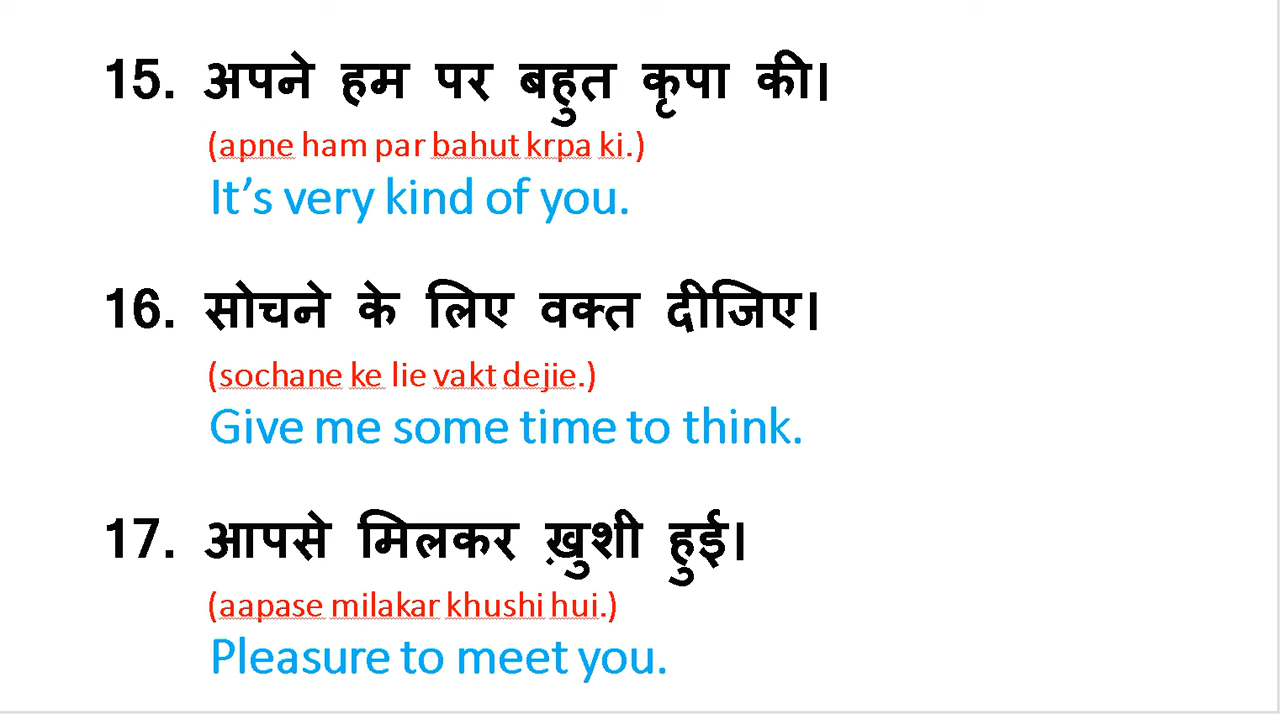 15. अपने हम पर बहुत कृपा की।
(apne ham par bahut krpa ki.)
It’s very kind of you.
16. सोचने के लिए वक्त दीजिए।
(sochane ke lie vakt dejie.)
Give me some time to think.
17. आपसे मिलकर ख़ुशी हुई।
(aapase milakar khushi hui.)
Pleasure to meet you.